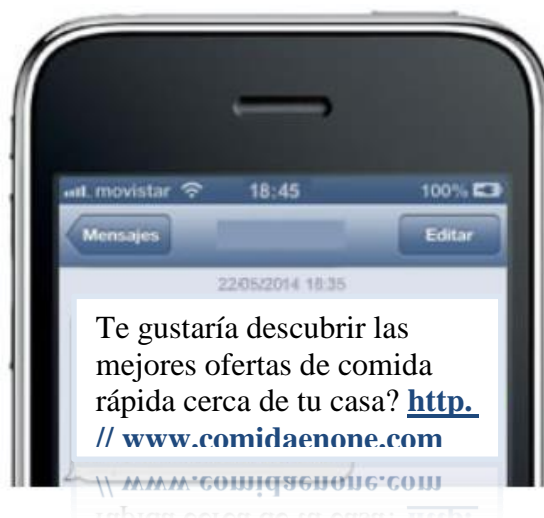 movistar 18:45 100%
Mensajes Editar
22/05/2014 18:35
Te gustaría descubrir las
mejores ofertas de comida
rápida cerca de tu casa? http.
// www.comidaenone.com